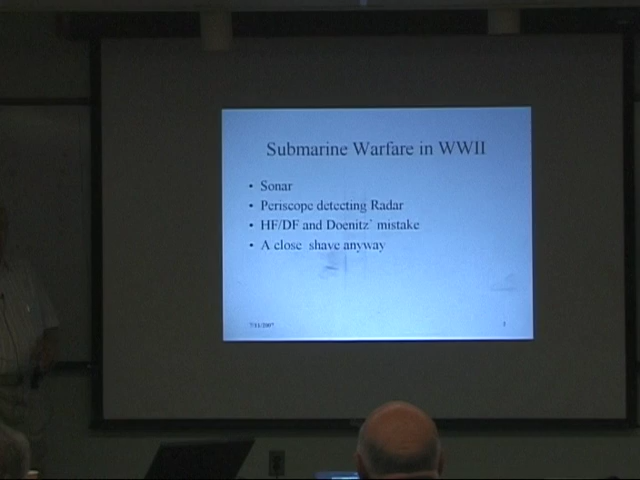 Submarine Warfare in WWII
• Sonar
• Periscope detecting Radar
• HF/DF and Doenitz' mistake
• A close shave anyway